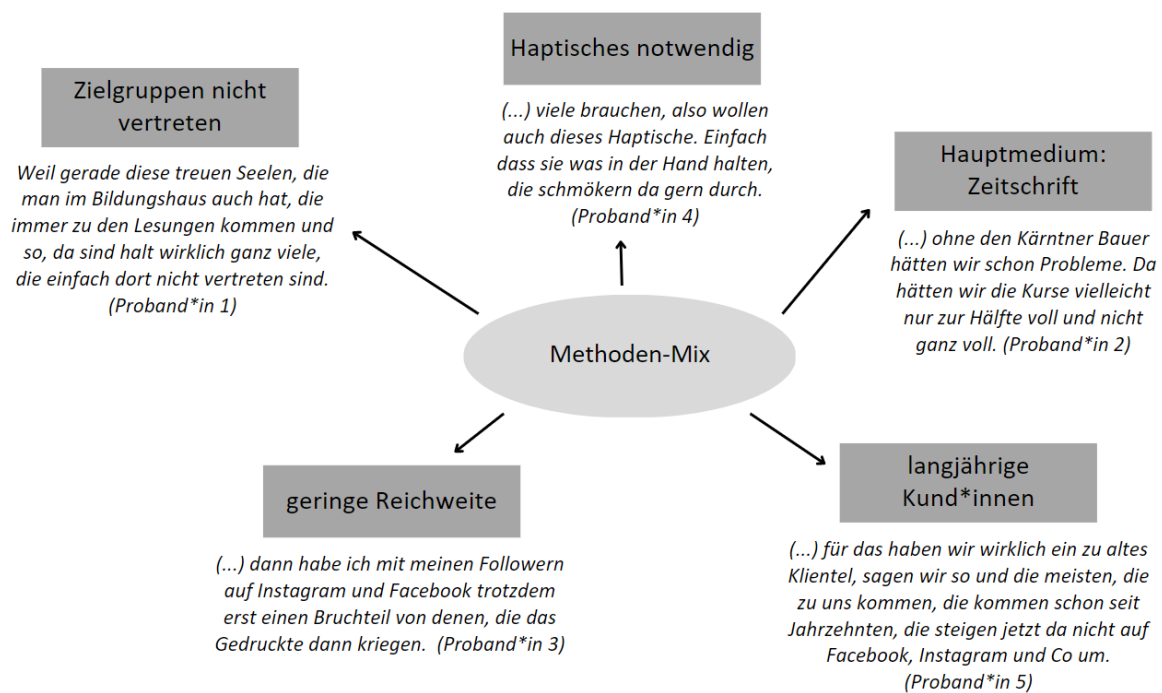 Haptisches notwendig
(...) viele brauchen, also wollen
auch dieses Haptische. Einfach
dass sie was in der Hand halten,
die schmökern da gern durch.
(Proband*in 4)
Zielgruppen nicht
vertreten
Weil gerade diese treuen Seelen, die
man im Bildungshaus auch hat, die
immer zu den Lesungen kommen und
so, da sind halt wirklich ganz viele,
die einfach dort nicht vertreten sind.
(Proband*in 1)
Hauptmedium:
Zeitschrift
(...) ohne den Kärntner Bauer
hätten wir schon Probleme. Da
hätten wir die Kurse vielleicht
nur zur Hälfte voll und nicht
ganz voll. (Proband*in 2)
Methoden-Mix
geringe Reichweite
(...) dann habe ich mit meinen Followern
auf Instagram und Facebook trotzdem
erst einen Bruchteil von denen, die das
Gedruckte dann kriegen. (Proband*in 3)
langjährige
Kund*innen
(...) für das haben wir wirklich ein zu altes
Klientel, sagen wir so und die meisten, die
zu uns kommen, die kommen schon seit
Jahrzehnten, die steigen jetzt da nicht auf
Facebook, Instagram und Co um.
(Proband*in 5)